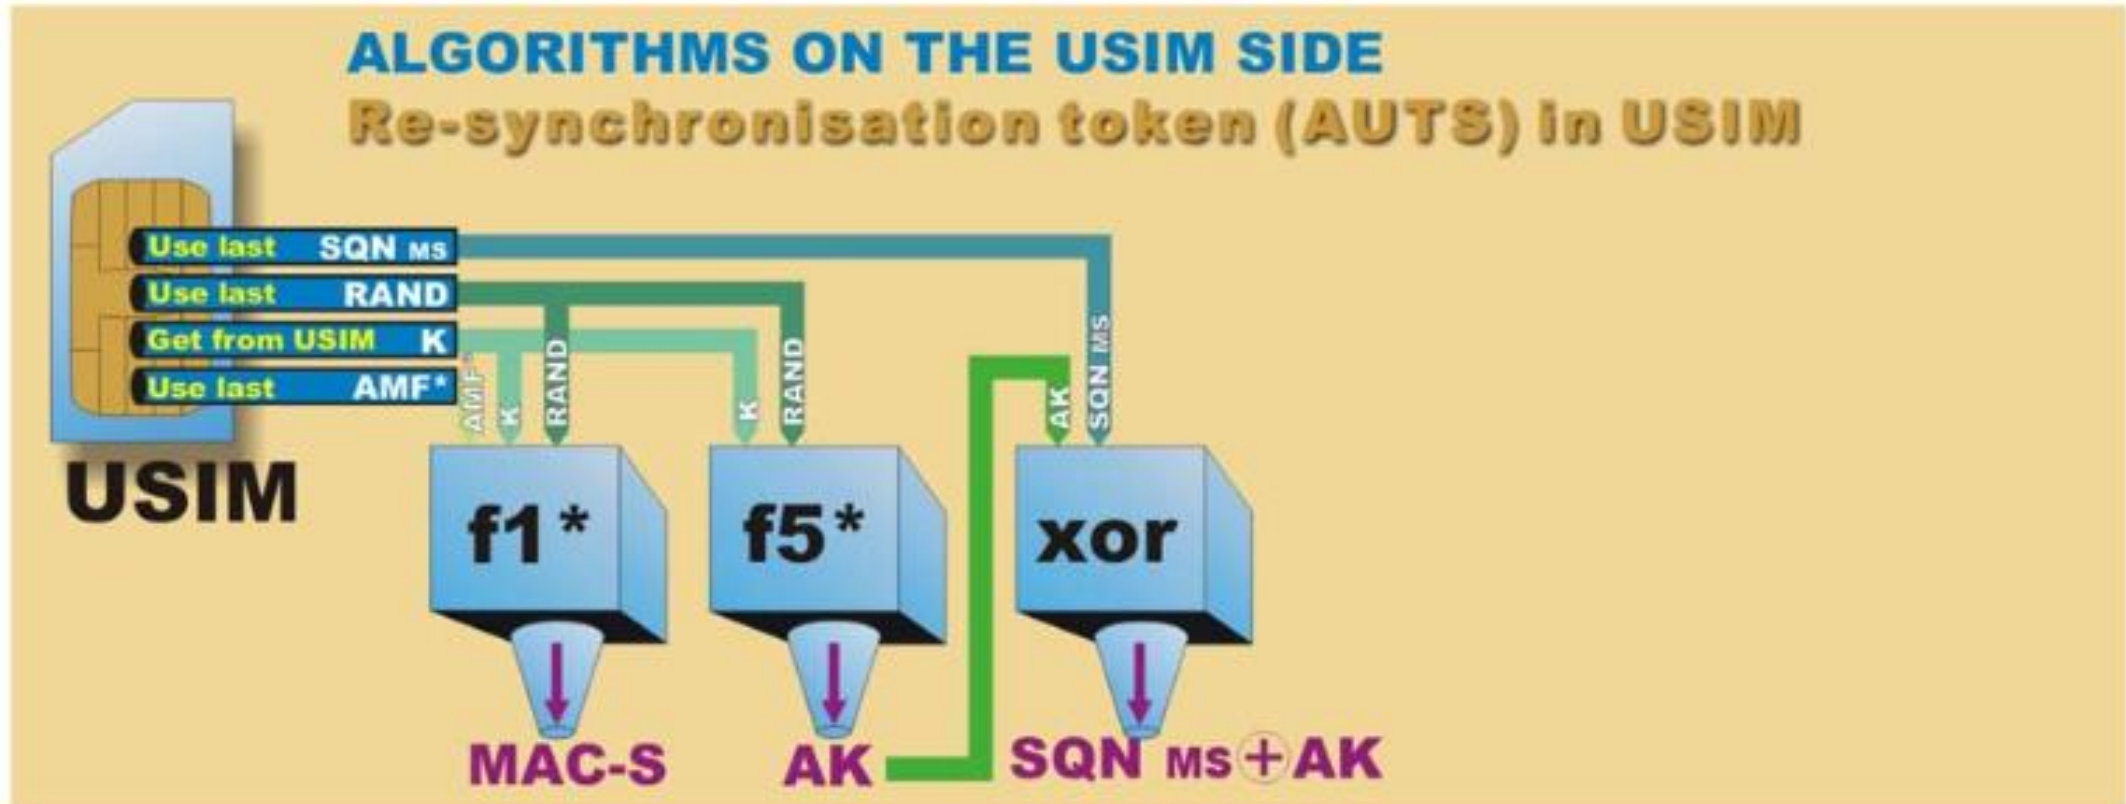 ALGORITHMS ON THE USIM SIDE
Re-synchronisation token (AUTS) in USIM
Use last SQN MS
Use last RAND
Get from USIM K
Use last AMF*
USIM
AMF*
K
RAND
K
RAND
AK
SQN MS
f1*
f5*
xor
MAC-S
AK
SQN MS⊕AK